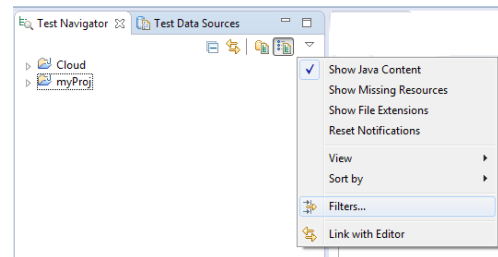 Test Navigator
Test Data Sources
Cloud
myProj
Show Java Content
Show Missing Resources
Show File Extensions
Reset Notifications
View
Sort by
Filters...
Link with Editor